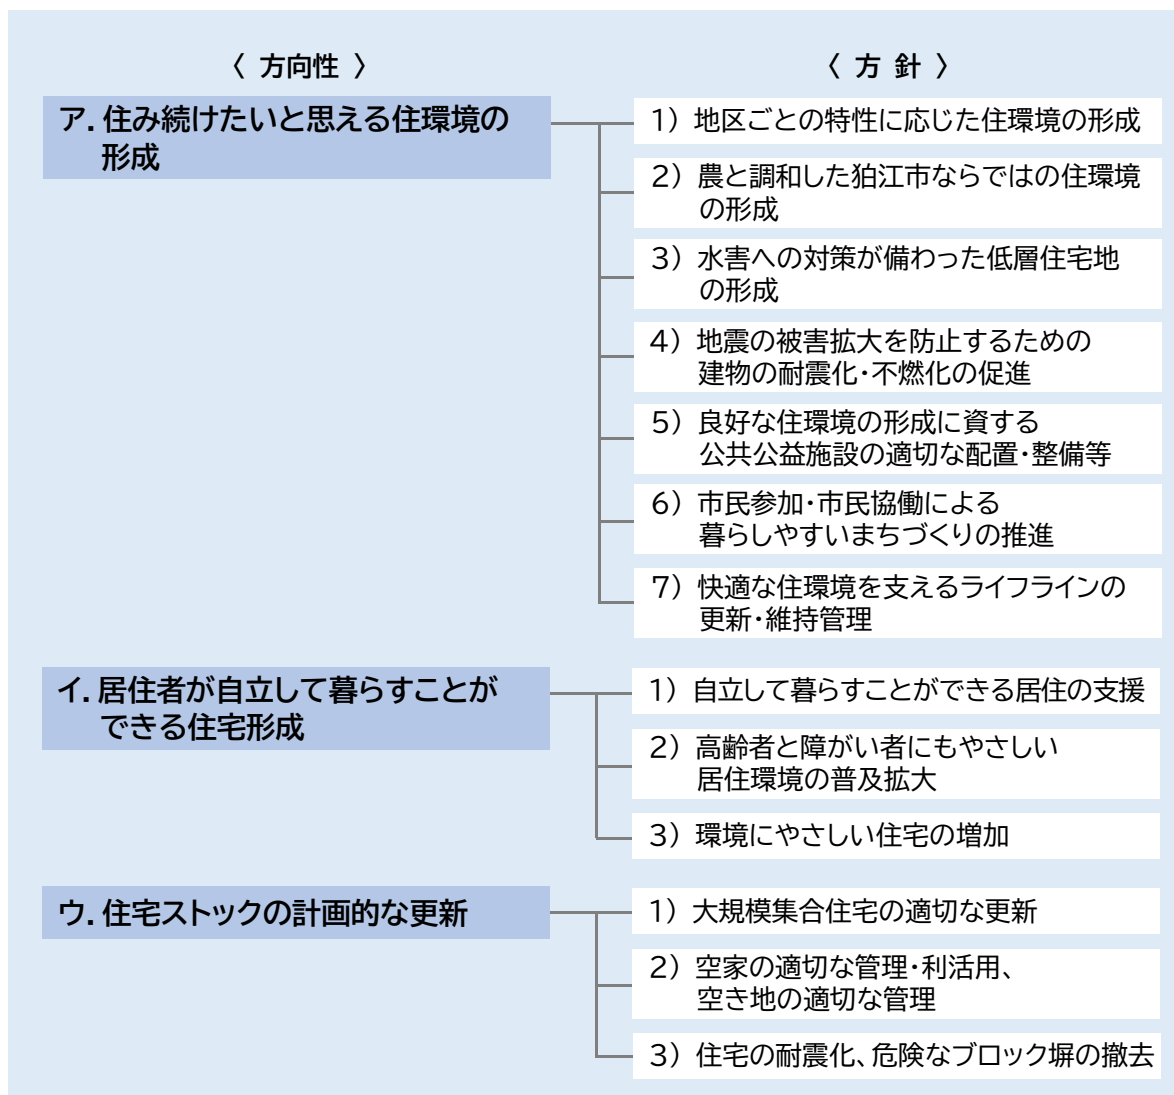 〈 方向性 〉
〈 方 針 〉
ア. 住み続けたいと思える住環境の
形成
1） 地区ごとの特性に応じた住環境の形成
2） 農と調和した狛江市ならではの住環境
の形成
3） 水害への対策が備わった低層住宅地
の形成
4） 地震の被害拡大を防止するための
建物の耐震化・不燃化の促進
5） 良好な住環境の形成に資する
公共公益施設の適切な配置・整備等
6） 市民参加・市民協働による
暮らしやすいまちづくりの推進
7） 快適な住環境を支えるライフラインの
更新・維持管理
イ. 居住者が自立して暮らすことが
できる住宅形成
1） 自立して暮らすことができる居住の支援
2） 高齢者と障がい者にもやさしい
居住環境の普及拡大
3） 環境にやさしい住宅の増加
ウ. 住宅ストックの計画的な更新
1） 大規模集合住宅の適切な更新
2） 空家の適切な管理・利活用、
空き地の適切な管理
3） 住宅の耐震化、危険なブロック塀の撤去